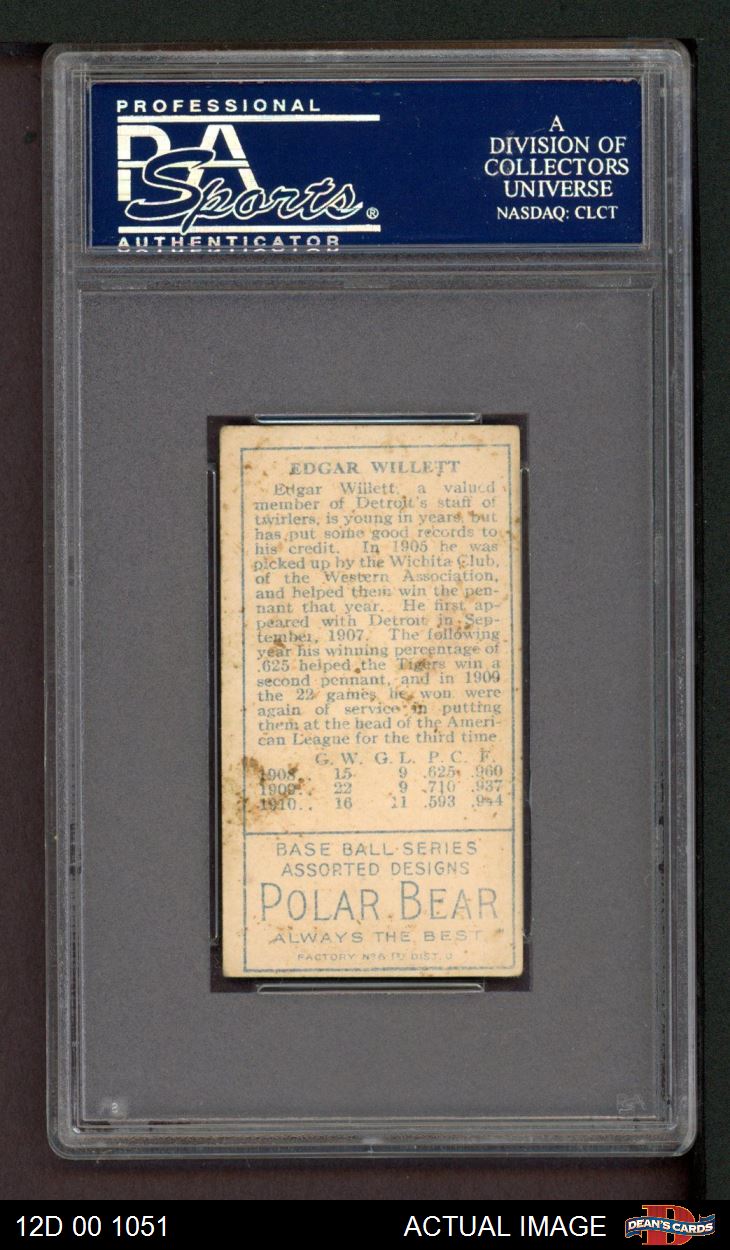 PROFESSIONAL
PSA
Sports®
AUTHENTICATOR
A
DIVISION OF
COLLECTORS
UNIVERSE
NASDAQ: CLCT
EDGAR WILLETT
Edgar Willett, a valued
member of Detroit's staff of
twirlers, is young in years, but
has put some good records to
his credit. In 1905 he was
picked up by the Wichita Club,
of the Western Association,
and helped them win the pen-
nant that year. He first ap-
peared with Detroit in Sep-
tember, 1907. The following
year his winning percentage of
.625 helped the Tigers win a
second pennant, and in 1909
the 22 games he won were
again of service in putting
them at the head of the Ameri-
can League for the third time.
G. W. G. L. P. C. F.
1908.. 15 9 .625 .960
1909.. 22 9 .710 .937
1910.. 16 11 .593 .944
BASE BALL SERIES
ASSORTED DESIGNS
POLAR BEAR
ALWAYS THE BEST
FACTORY Nº 6 1ST DIST. O
PSA
12D 00 1051
ACTUAL IMAGE
DEAN'S CARDS